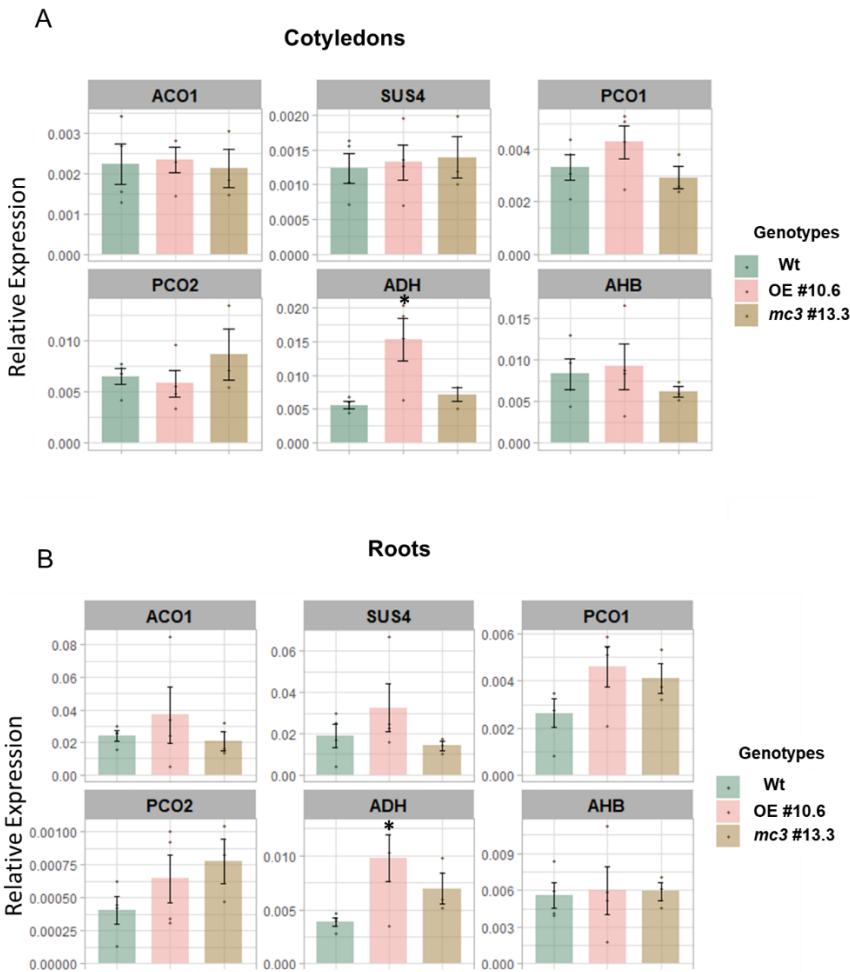 A
Cotyledons
ACO1 SUS4 PCO1
0.003 0.002 0.001 0.000
0.0020 0.0015 0.0010 0.0005 0.0000
0.004 0.002 0.000
PCO2 ADH AHB
0.010 0.005 0.000
0.020 0.015 0.010 0.005 0.000
*
0.015 0.010 0.005 0.000
Relative Expression
Genotypes
Wt
OE #10.6
mc3 #13.3
B
Roots
ACO1 SUS4 PCO1
0.08 0.06 0.04 0.02 0.00
0.06 0.04 0.02 0.00
0.006 0.004 0.002 0.000
PCO2 ADH AHB
0.00100 0.00075 0.00050 0.00025 0.00000
0.010 0.005 0.000
*
0.009 0.006 0.003 0.000
Relative Expression
Genotypes
Wt
OE #10.6
mc3 #13.3